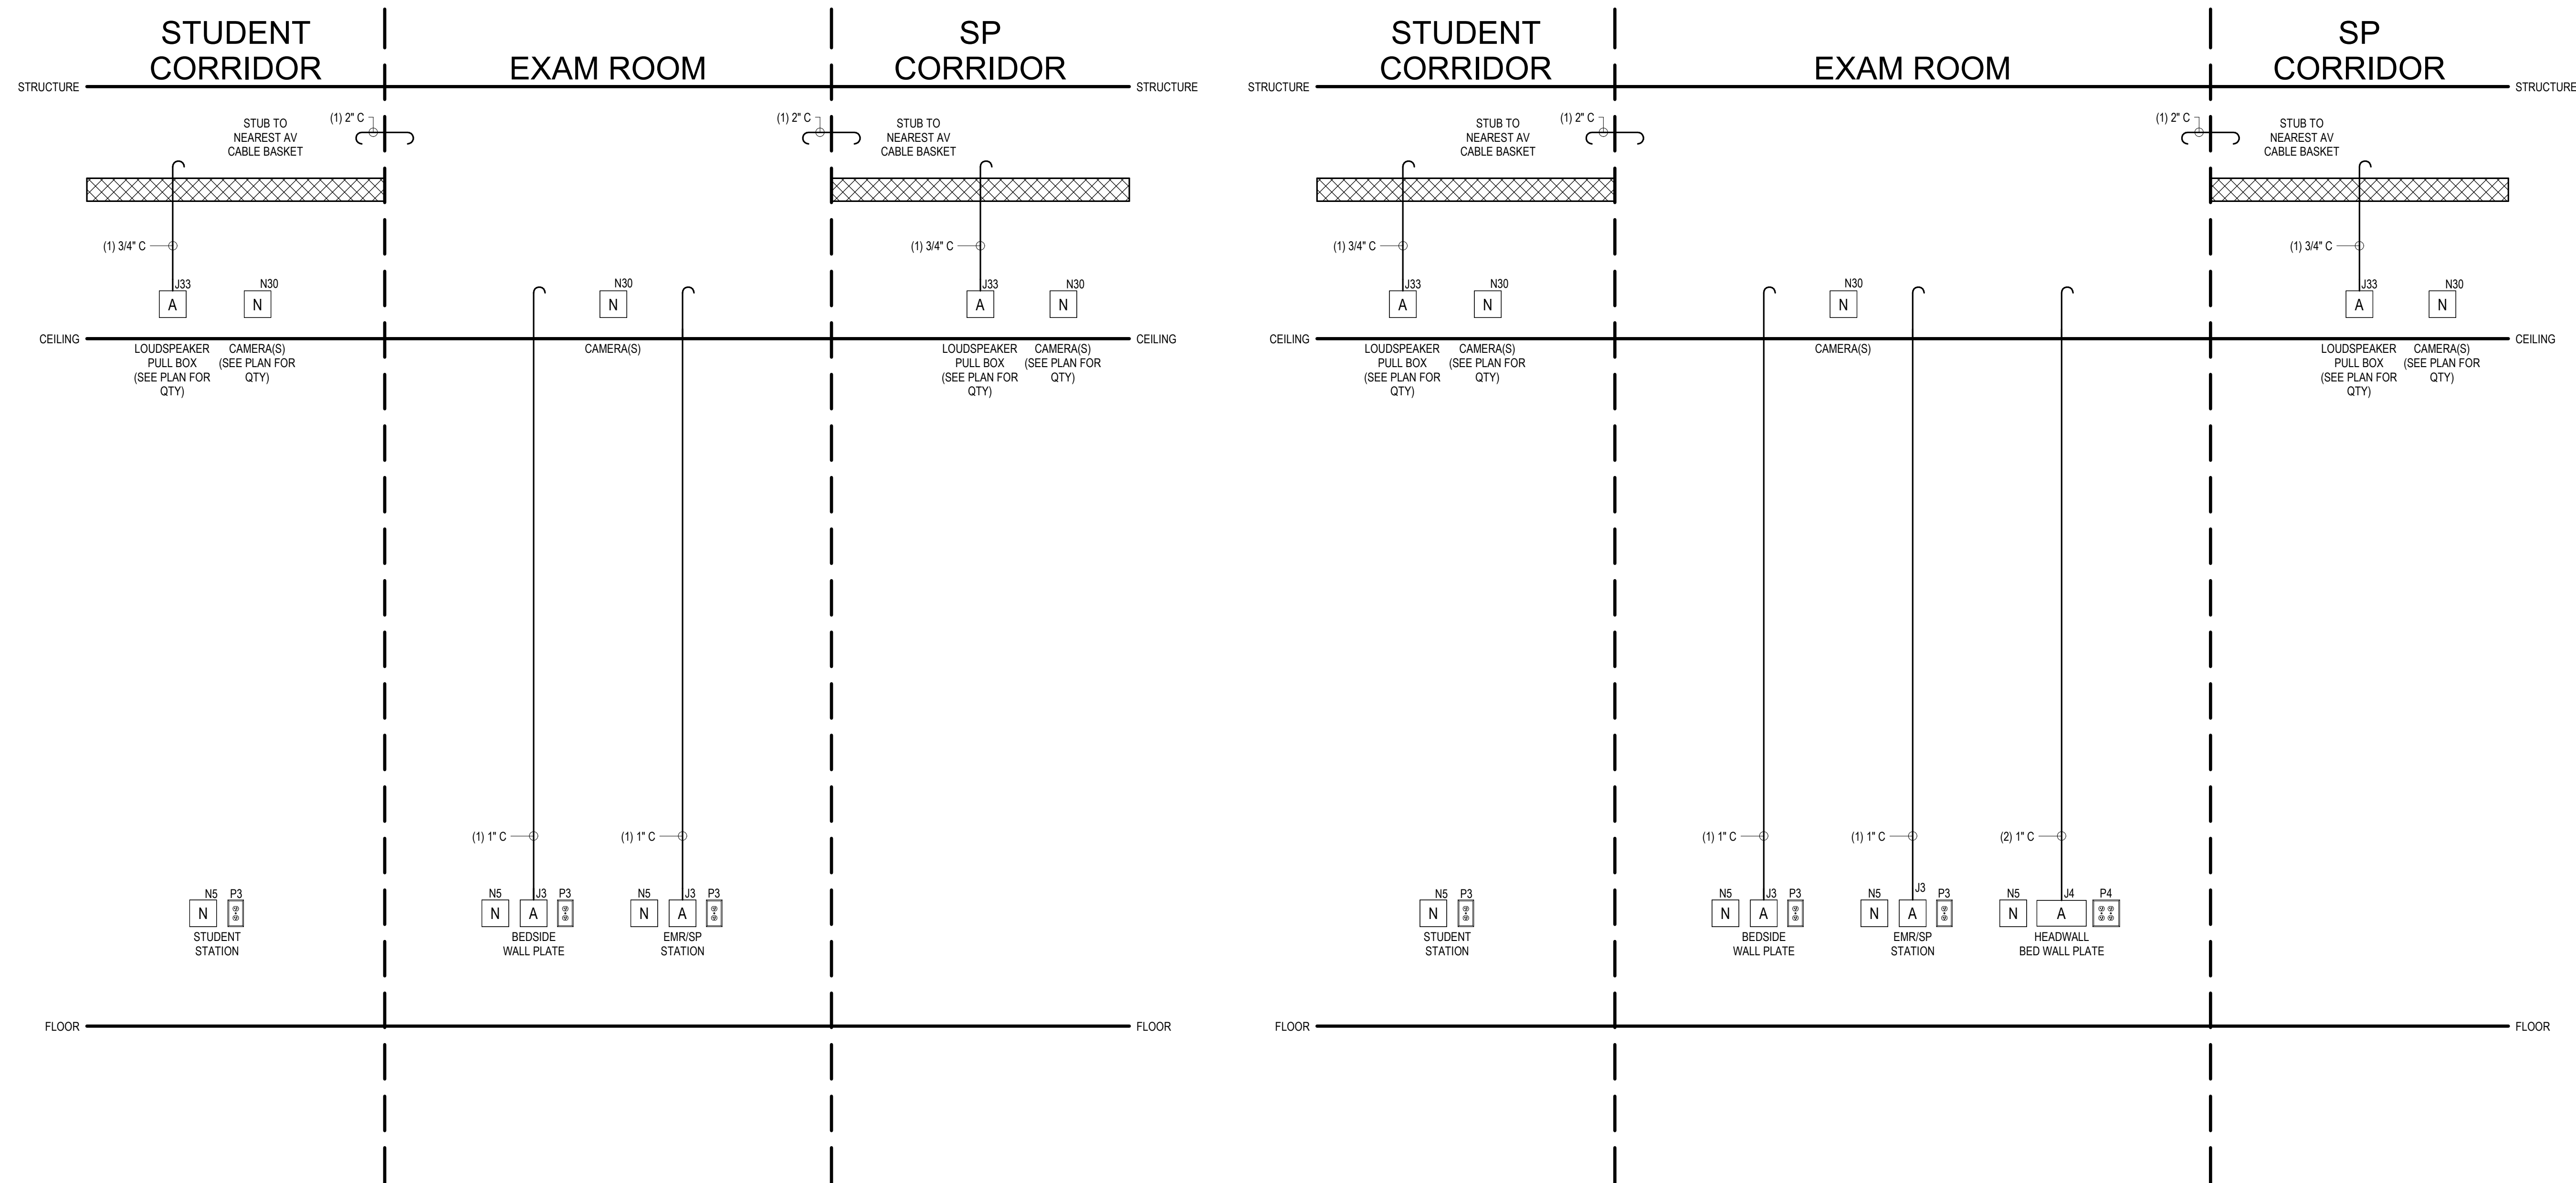 STUDENT
CORRIDOR
EXAM ROOM
SP
CORRIDOR
STRUCTURE
STRUCTURE
STUB TO
NEAREST AV
CABLE BASKET
(1) 2" C
(1) 2" C
STUB TO
NEAREST AV
CABLE BASKET
(1) 3/4" C
(1) 3/4" C
J33
A
N30
N
N30
N
J33
A
N30
N
CEILING
CEILING
LOUDSPEAKER
PULL BOX
(SEE PLAN FOR
QTY)
CAMERA(S)
(SEE PLAN FOR
QTY)
CAMERA(S)
LOUDSPEAKER
PULL BOX
(SEE PLAN FOR
QTY)
CAMERA(S)
(SEE PLAN FOR
QTY)
(1) 1" C
(1) 1" C
N5 P3
N
STUDENT
STATION
N5 J3 P3
N A
BEDSIDE
WALL PLATE
N5 J3 P3
N A
EMR/SP
STATION
FLOOR
FLOOR
STUDENT
CORRIDOR
EXAM ROOM
SP
CORRIDOR
STRUCTURE
STRUCTURE
STUB TO
NEAREST AV
CABLE BASKET
(1) 2" C
(1) 2" C
STUB TO
NEAREST AV
CABLE BASKET
(1) 3/4" C
(1) 3/4" C
J33
A
N30
N
N30
N
J33
A
N30
N
CEILING
CEILING
LOUDSPEAKER
PULL BOX
(SEE PLAN FOR
QTY)
CAMERA(S)
(SEE PLAN FOR
QTY)
CAMERA(S)
LOUDSPEAKER
PULL BOX
(SEE PLAN FOR
QTY)
CAMERA(S)
(SEE PLAN FOR
QTY)
(1) 1" C
(1) 1" C
(2) 1" C
N5 P3
N
STUDENT
STATION
N5 J3 P3
N A
BEDSIDE
WALL PLATE
N5 J3 P3
N A
EMR/SP
STATION
N5 J4 P4
N A
HEADWALL
BED WALL PLATE
FLOOR
FLOOR